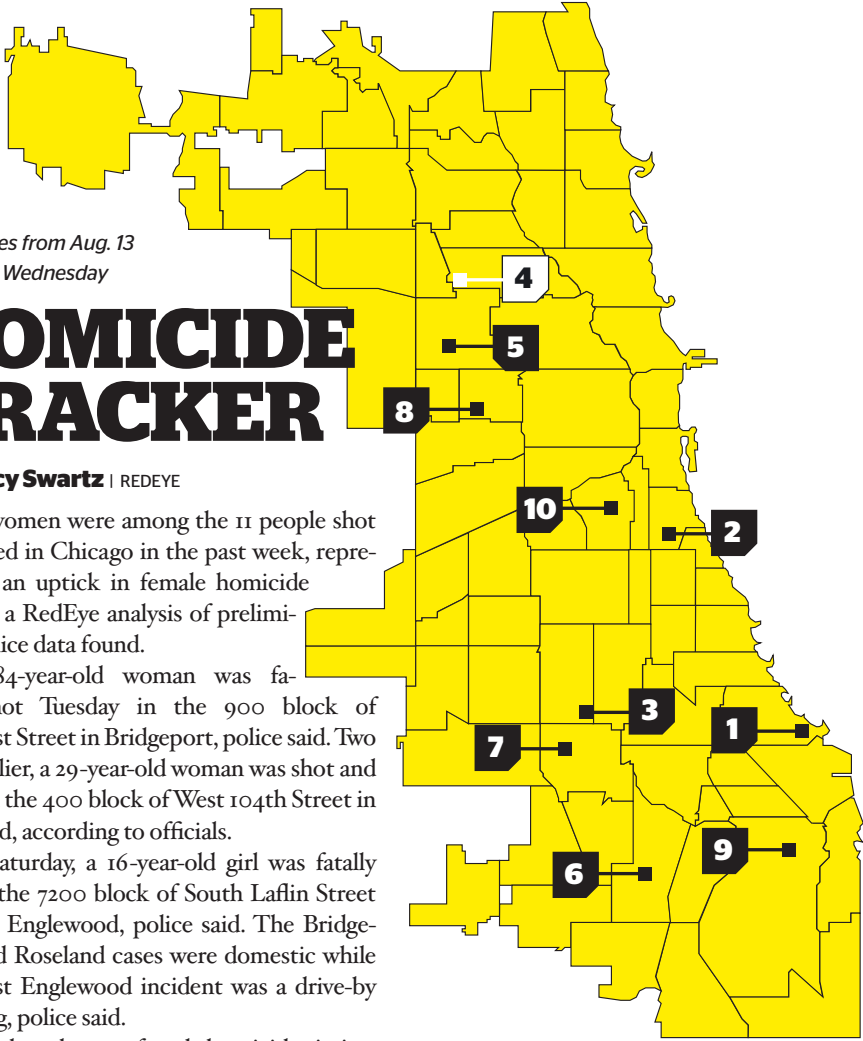 es from Aug. 13
Wednesday
OMICIDE
RACKER
cy Swartz | REDEYE
women were among the 11 people shot
ed in Chicago in the past week, repre-
an uptick in female homicide
a RedEye analysis of prelimi-
ice data found.
84-year-old woman was fa-
ot Tuesday in the 900 block of
st Street in Bridgeport, police said. Two
lier, a 29-year-old woman was shot and
the 400 block of West 104th Street in
d, according to officials.
aturday, a 16-year-old girl was fatally
the 7200 block of South Laflin Street
Englewood, police said. The Bridge-
d Roseland cases were domestic while
st Englewood incident was a drive-by
g, police said.
4
5
8
10
2
3
1
7
9
6